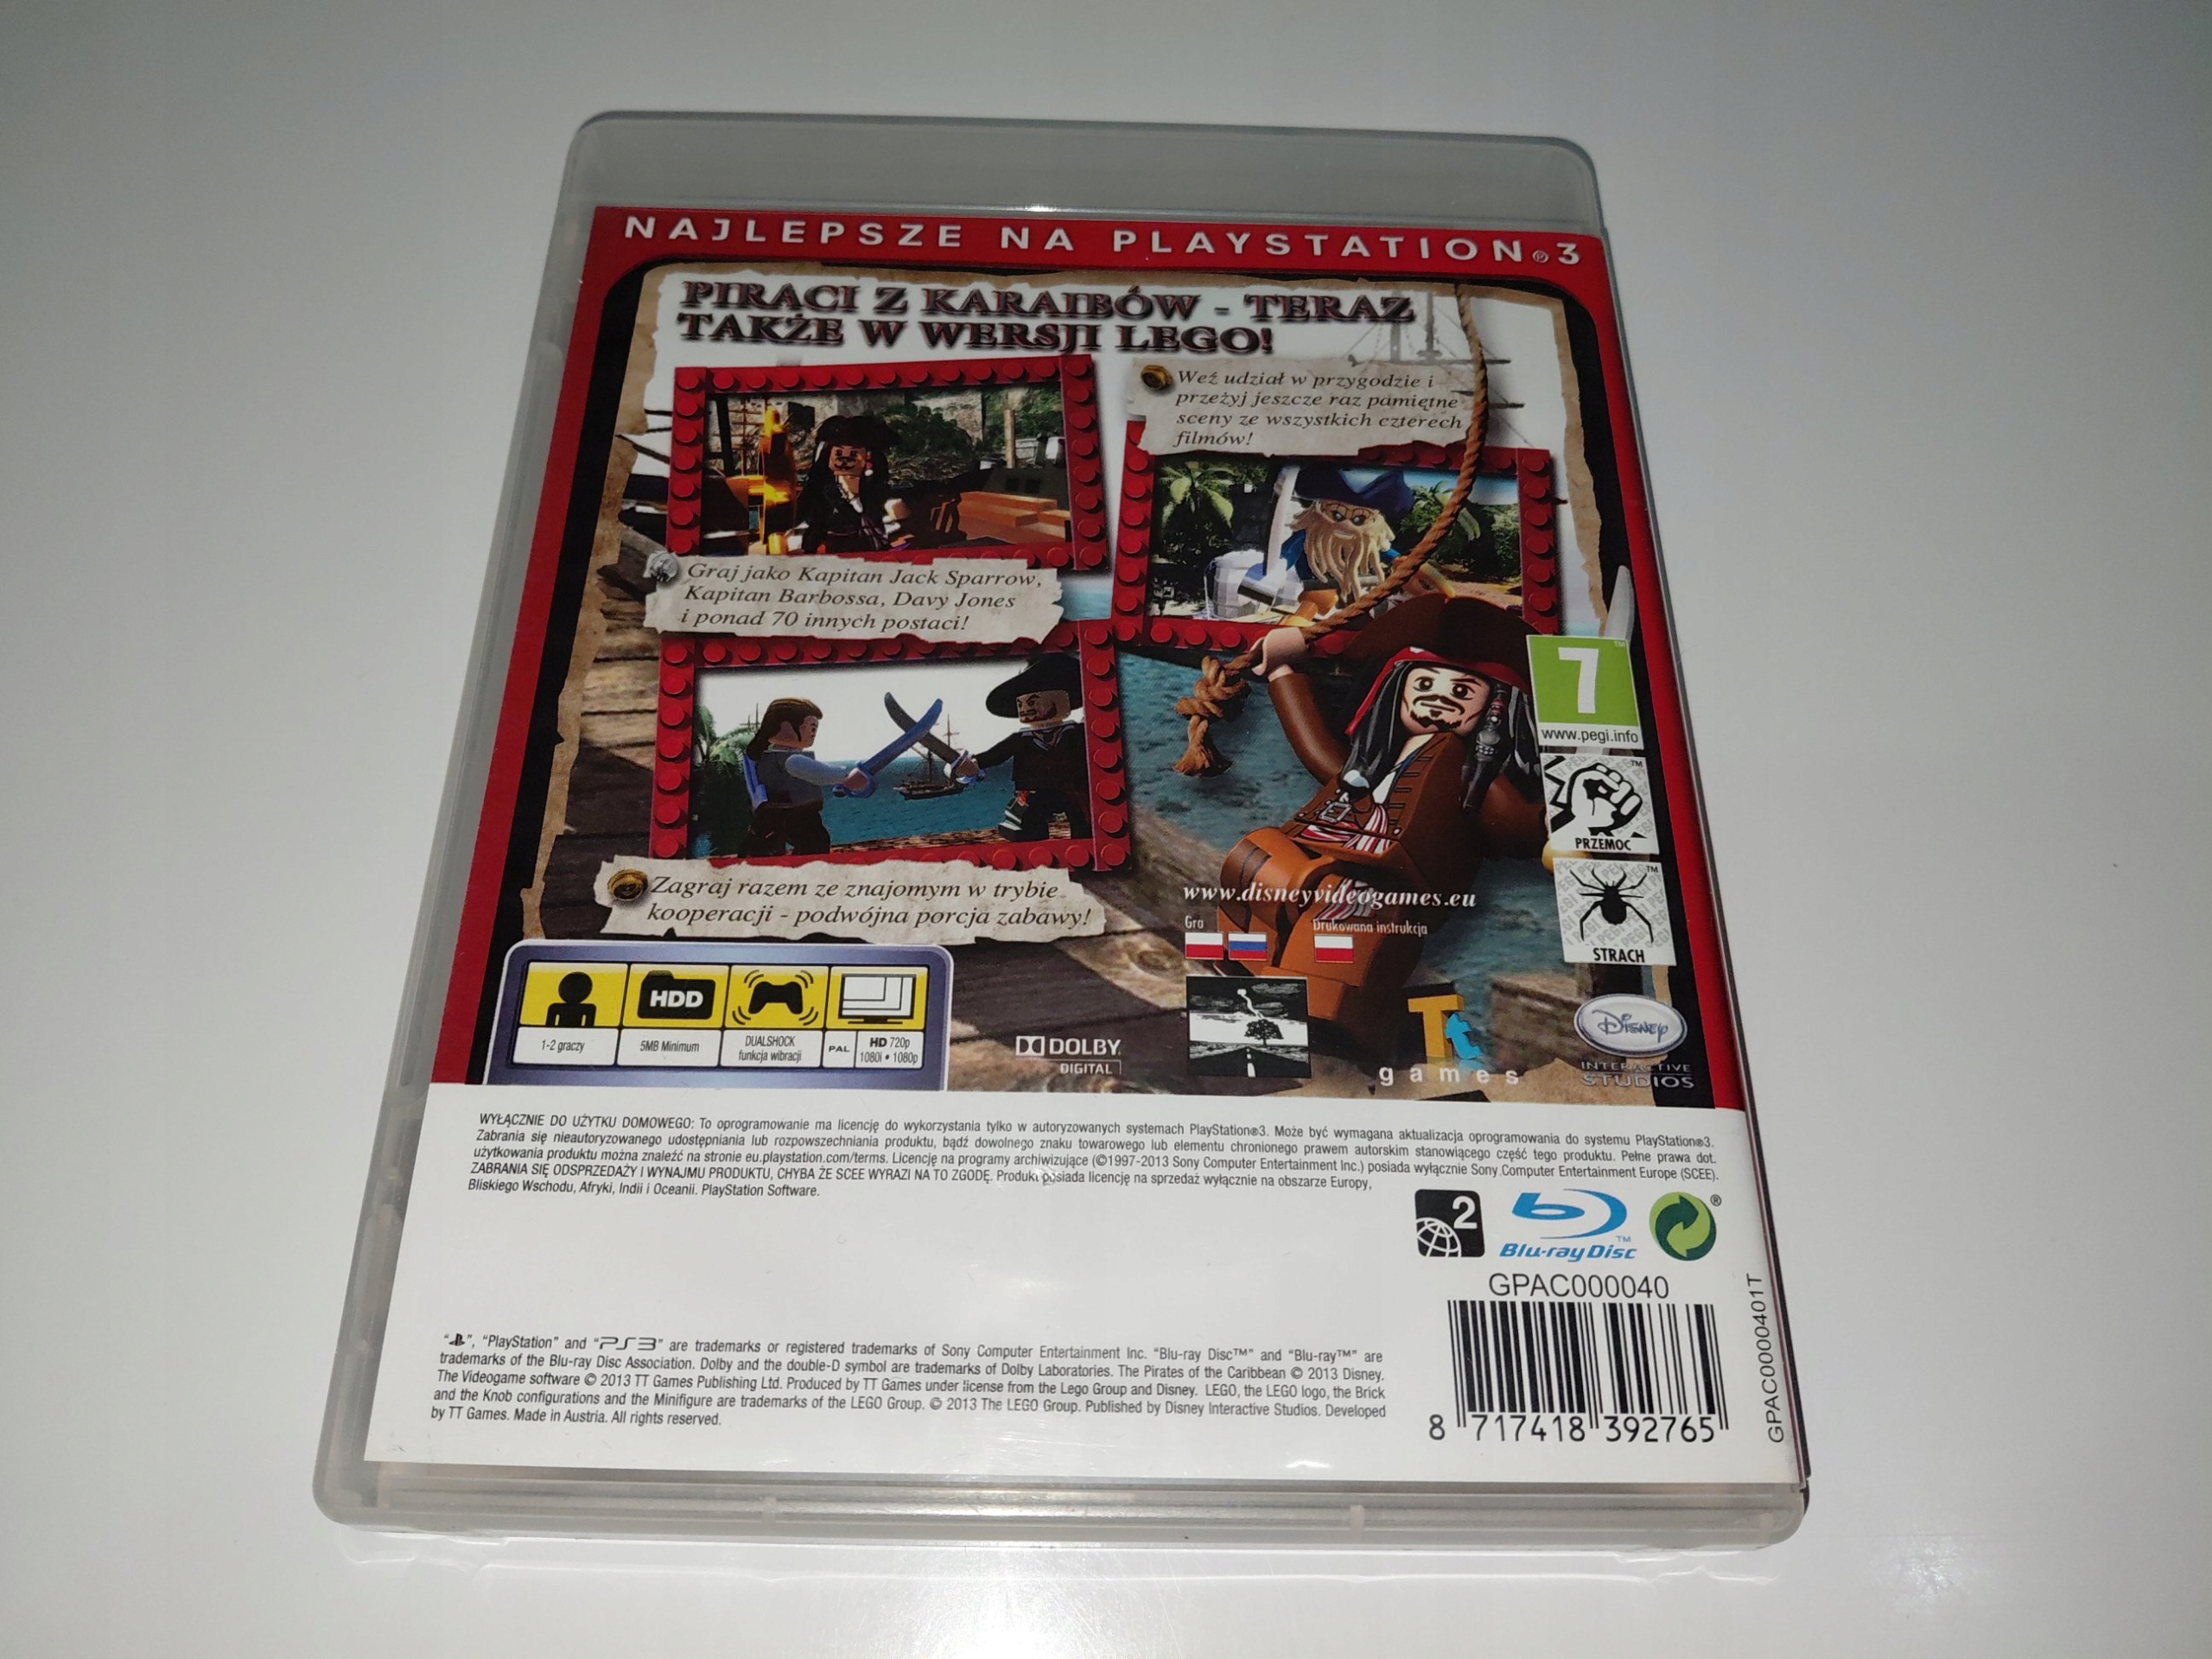 NAJLEPSZE NA PLAYSTATION®3
PIRACI Z KARAIBÓW - TERAZ
TAKŻE W WERSJI LEGO!
Weź udział w przygodzie i
przeżyj jeszcze raz pamiętne
sceny ze wszystkich czterech
filmów!
Graj jako Kapitan Jack Sparrow,
Kapitan Barbossa, Davy Jones
i ponad 70 innych postaci!
7
www.pegi.info
PRZEMOC
STRACH
Zagraj razem ze znajomym w trybie
kooperacji - podwójna porcja zabawy!
www.disneyvideogames.eu
Gra
Drukowana instrukcja
HDD
1-2 graczy
5MB Minimum
DUALSHOCK
funkcja wibracji
PAL
HD 720p
1080i • 1080p
DOLBY
DIGITAL
Tt
games
Disney
INTERACTIVE
STUDIOS
WYŁĄCZNIE DO UŻYTKU DOMOWEGO: To oprogramowanie ma licencję do wykorzystania tylko w autoryzowanych systemach PlayStation®3. Może być wymagana aktualizacja oprogramowania do systemu PlayStation®3.
Zabrania się nieautoryzowanego udostępniania lub rozpowszechniania produktu, bądź dowolnego znaku towarowego lub elementu chronionego prawem autorskim stanowiącego część tego produktu. Pełne prawa dot.
użytkowania produktu można znaleźć na stronie eu.playstation.com/terms. Licencję na programy archiwizujące (©1997-2013 Sony Computer Entertainment Inc.) posiada wyłącznie Sony Computer Entertainment Europe (SCEE).
ZABRANIA SIĘ ODSPRZEDAŻY I WYNAJMU PRODUKTU, CHYBA ŻE SCEE WYRAZI NA TO ZGODĘ. Produkt posiada licencję na sprzedaż wyłącznie na obszarze Europy,
Bliskiego Wschodu, Afryki, Indii i Oceanii. PlayStation Software.
2
Blu-ray Disc™
®
GPAC000040
8 717418 392765
GPAC0000401T
"", "PlayStation" and "PS3" are trademarks or registered trademarks of Sony Computer Entertainment Inc. "Blu-ray Disc™" and "Blu-ray™" are
trademarks of the Blu-ray Disc Association. Dolby and the double-D symbol are trademarks of Dolby Laboratories. The Pirates of the Caribbean © 2013 Disney.
The Videogame software © 2013 TT Games Publishing Ltd. Produced by TT Games under license from the Lego Group and Disney. LEGO, the LEGO logo, the Brick
and the Knob configurations and the Minifigure are trademarks of the LEGO Group. © 2013 The LEGO Group. Published by Disney Interactive Studios. Developed
by TT Games. Made in Austria. All rights reserved.